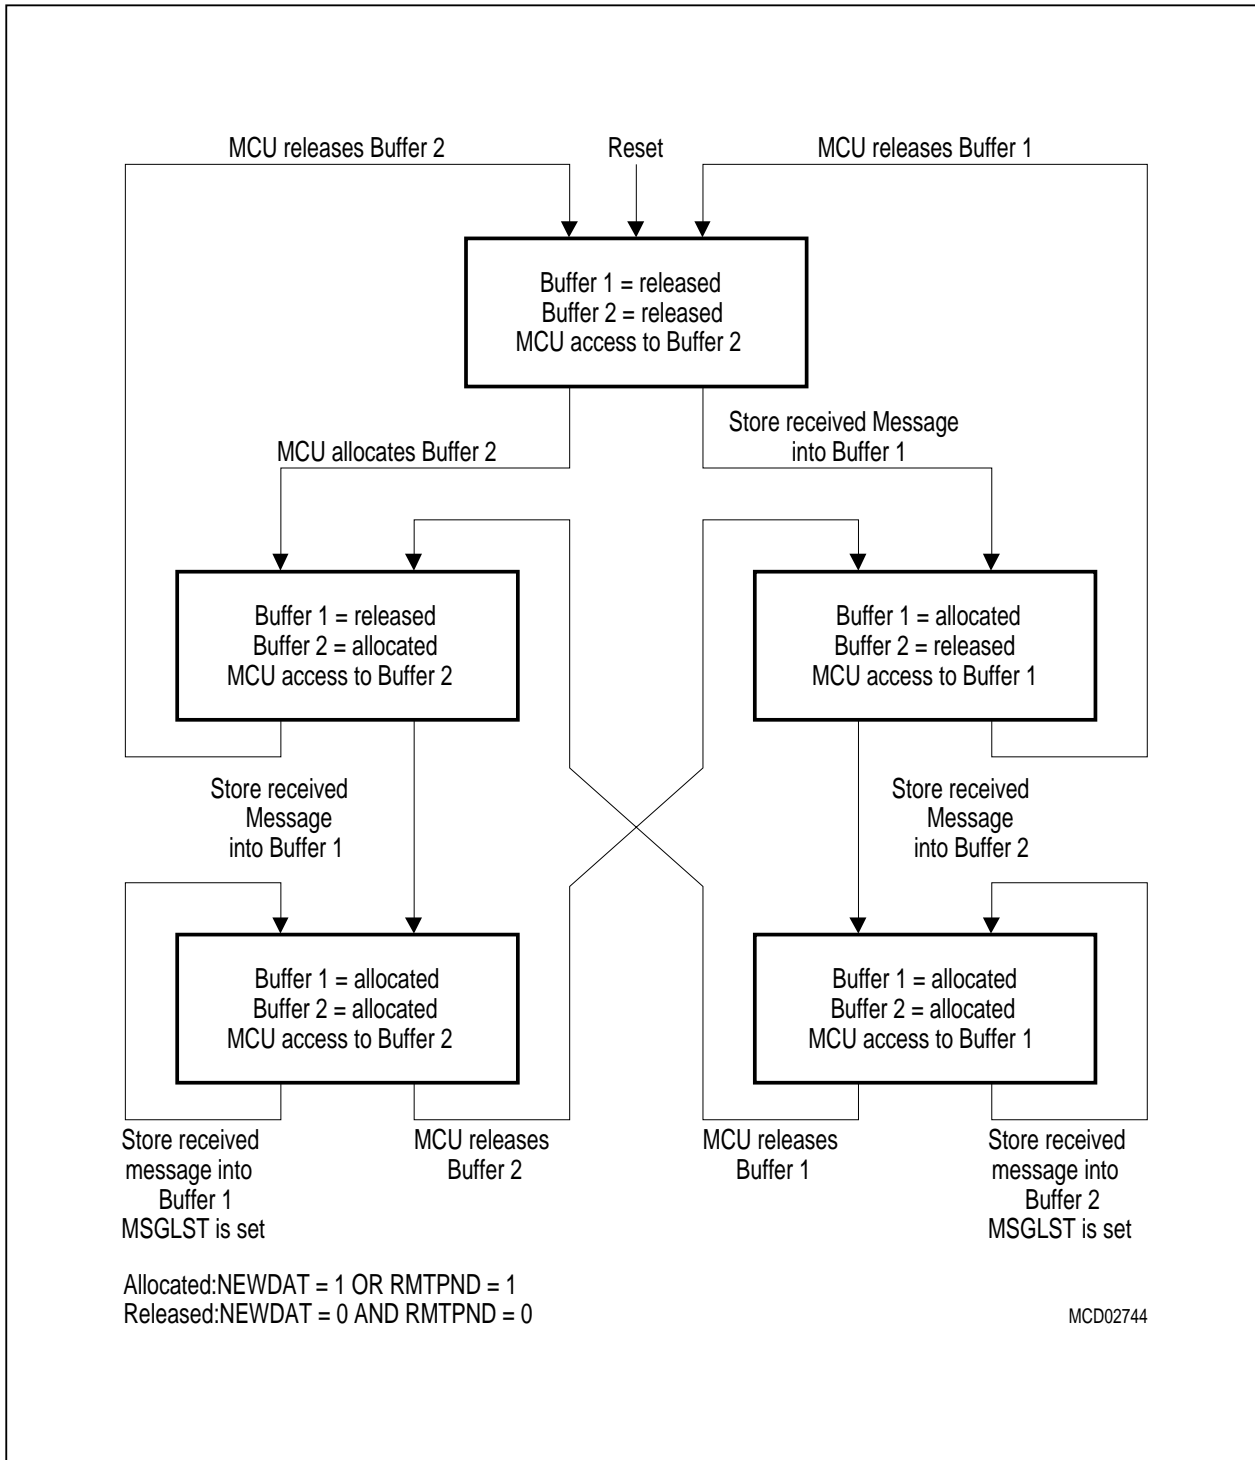 MCU releases Buffer 2
Reset
MCU releases Buffer 1
Buffer 1 = released
Buffer 2 = released
MCU access to Buffer 2
MCU allocates Buffer 2
Store received Message
into Buffer 1
Buffer 1 = released
Buffer 2 = allocated
MCU access to Buffer 2
Buffer 1 = allocated
Buffer 2 = released
MCU access to Buffer 1
Store received
Message
into Buffer 1
Store received
Message
into Buffer 2
Buffer 1 = allocated
Buffer 2 = allocated
MCU access to Buffer 2
Buffer 1 = allocated
Buffer 2 = allocated
MCU access to Buffer 1
Store received
message into
Buffer 1
MSGLST is set
MCU releases
Buffer 2
MCU releases
Buffer 1
Store received
message into
Buffer 2
MSGLST is set
Allocated:NEWDAT = 1 OR RMTPND = 1
Released:NEWDAT = 0 AND RMTPND = 0
MCD02744